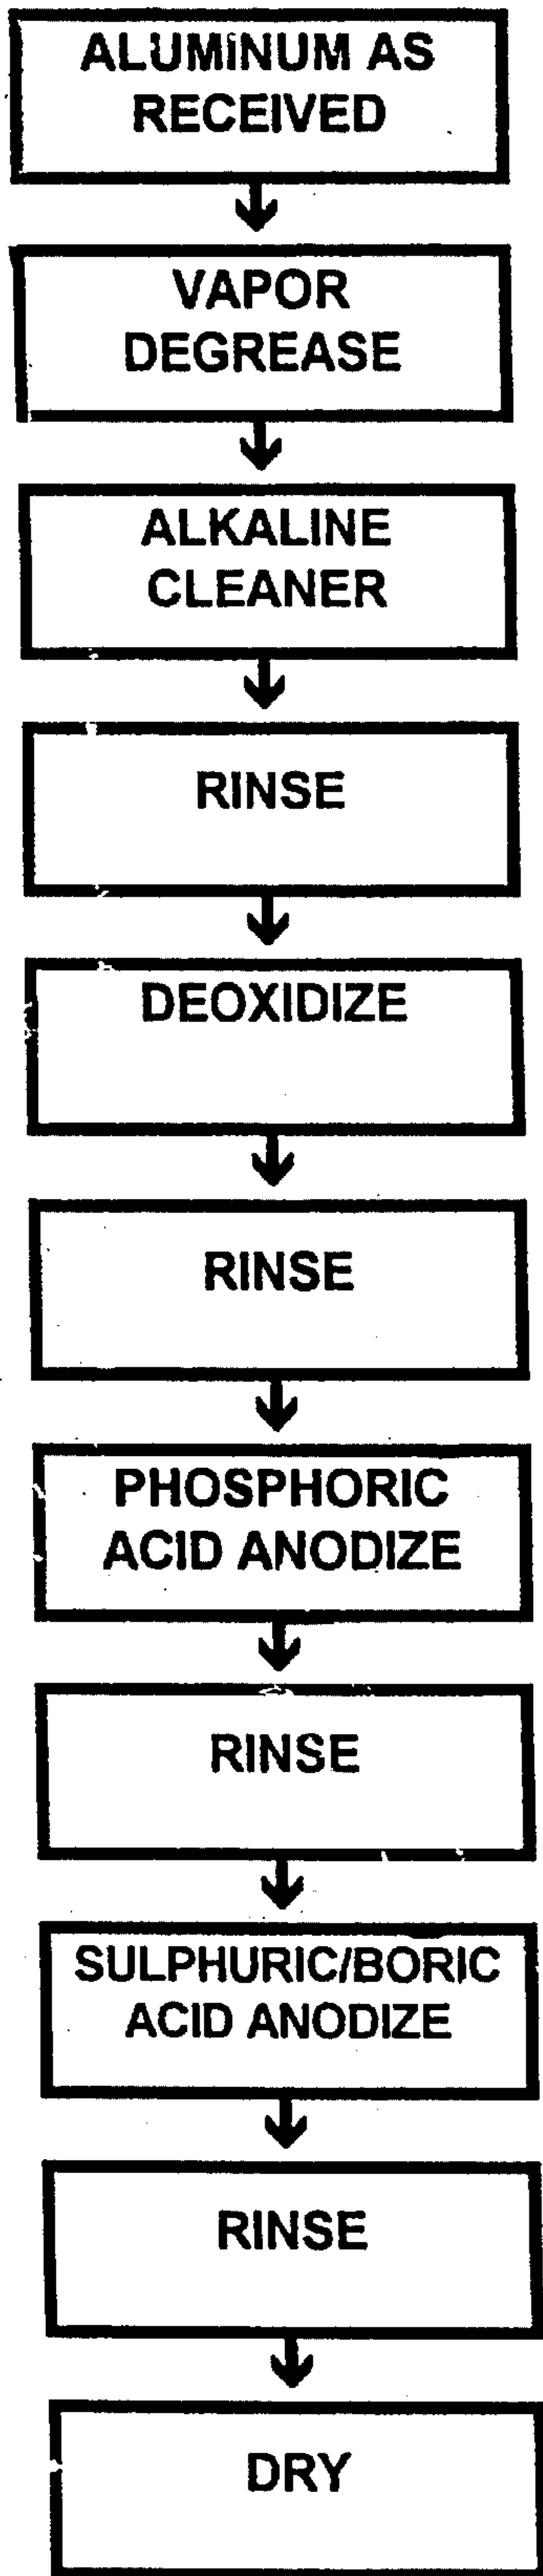 ALUMINUM AS
RECEIVED
VAPOR
DEGREASE
ALKALINE
CLEANER
RINSE
DEOXIDIZE
RINSE
PHOSPHORIC
ACID ANODIZE
RINSE
SULPHURIC/BORIC
ACID ANODIZE
RINSE
DRY